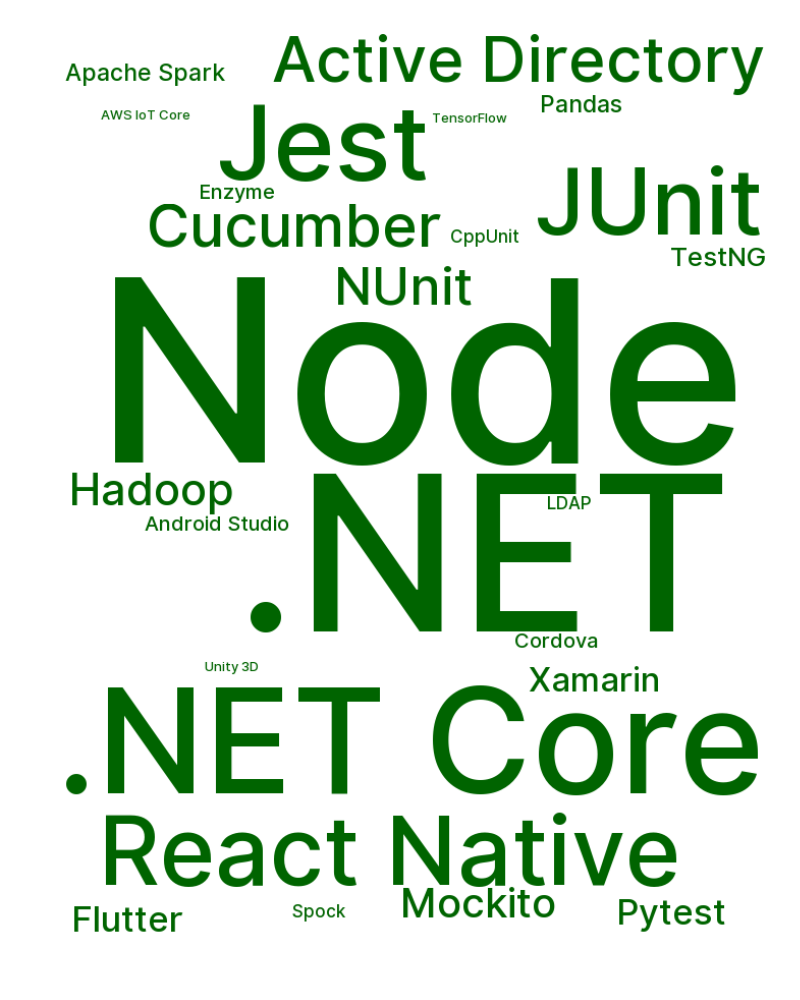 Active Directory
Apache Spark
Pandas
AWS IoT Core
TensorFlow
Jest
Enzyme
JUnit
Cucumber
CppUnit
TestNG
NUnit
Node
Hadoop
LDAP
Android Studio
.NET
Cordova
Unity 3D
Xamarin
.NET Core
React Native
Mockito
Flutter
Spock
Pytest